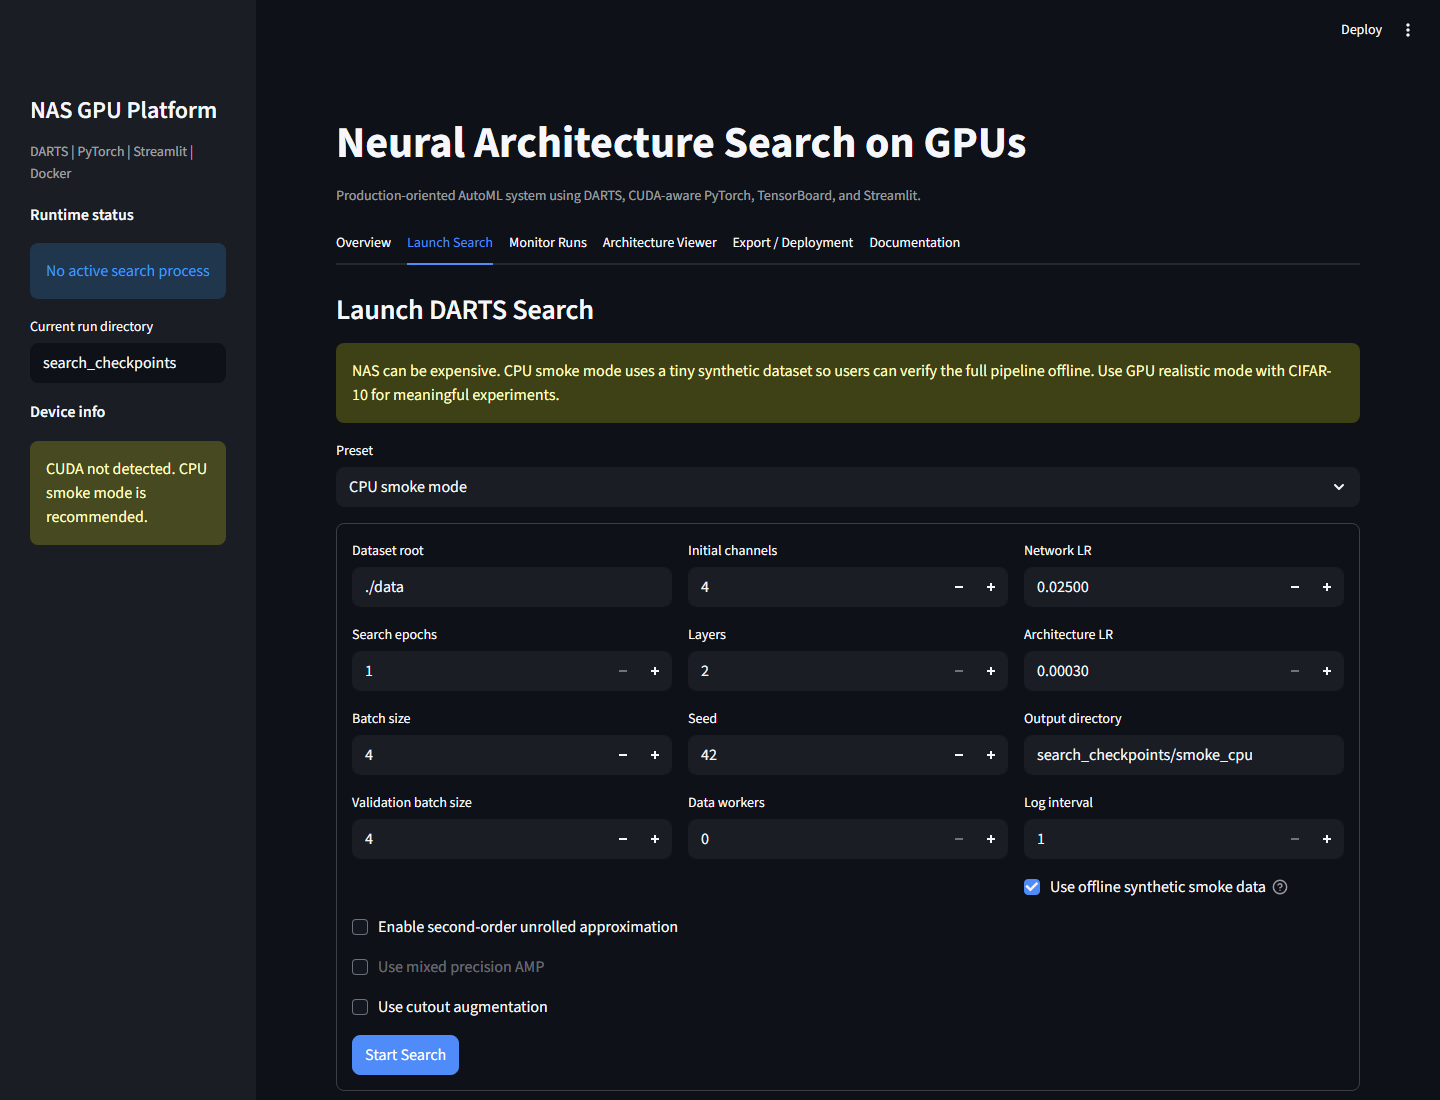 Deploy
NAS GPU Platform
DARTS | PyTorch | Streamlit |
Docker
Runtime status
No active search process
Current run directory
search_checkpoints
Device info
CUDA not detected. CPU
smoke mode is
recommended.
Neural Architecture Search on GPUs
Production-oriented AutoML system using DARTS, CUDA-aware PyTorch, TensorBoard, and Streamlit.
Overview Launch Search Monitor Runs Architecture Viewer Export / Deployment Documentation
Launch DARTS Search
NAS can be expensive. CPU smoke mode uses a tiny synthetic dataset so users can verify the full pipeline offline. Use GPU realistic mode with CIFAR-
10 for meaningful experiments.
Preset
CPU smoke mode
Dataset root Initial channels Network LR
./data 4 0.02500
Search epochs Layers Architecture LR
1 2 0.00030
Batch size Seed Output directory
4 42 search_checkpoints/smoke_cpu
Validation batch size Data workers Log interval
4 0 1
Use offline synthetic smoke data
Enable second-order unrolled approximation
Use mixed precision AMP
Use cutout augmentation
Start Search